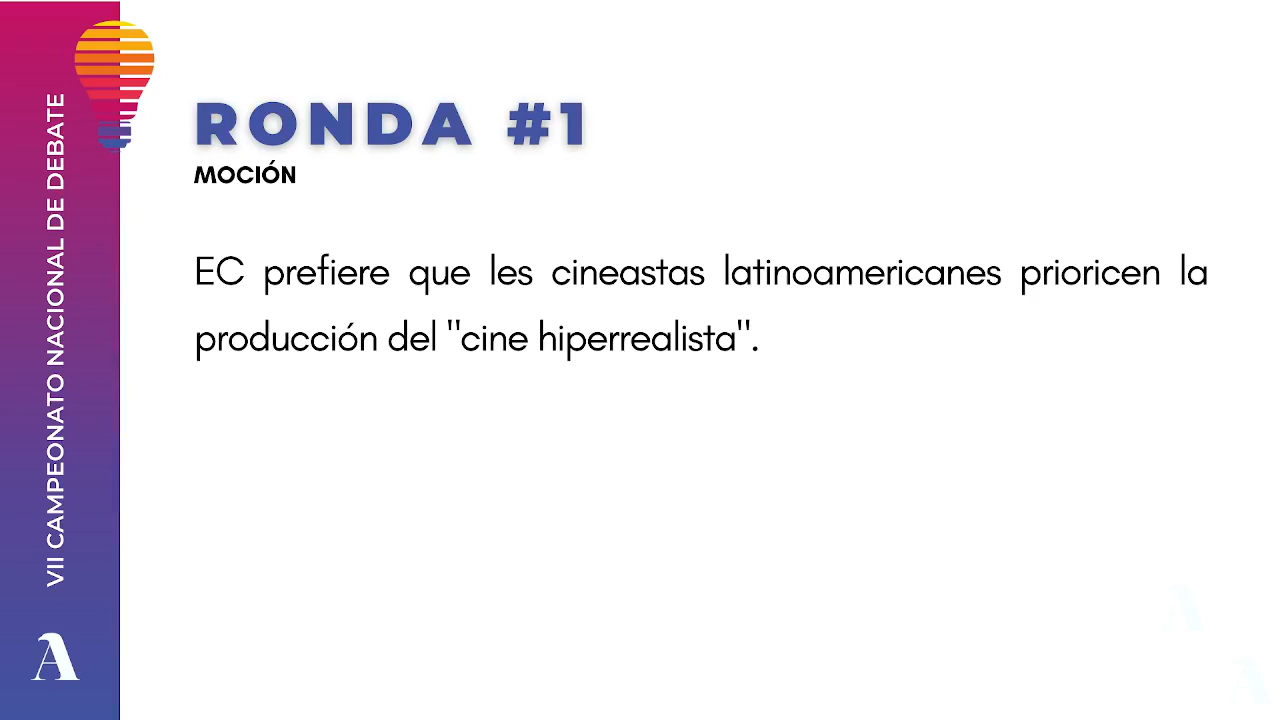 VII CAMPEONATO NACIONAL DE DEBATE
A
RONDA #1
MOCIÓN
EC prefiere que les cineastas latinoamericanes prioricen la
producción del "cine hiperrealista".
A
A